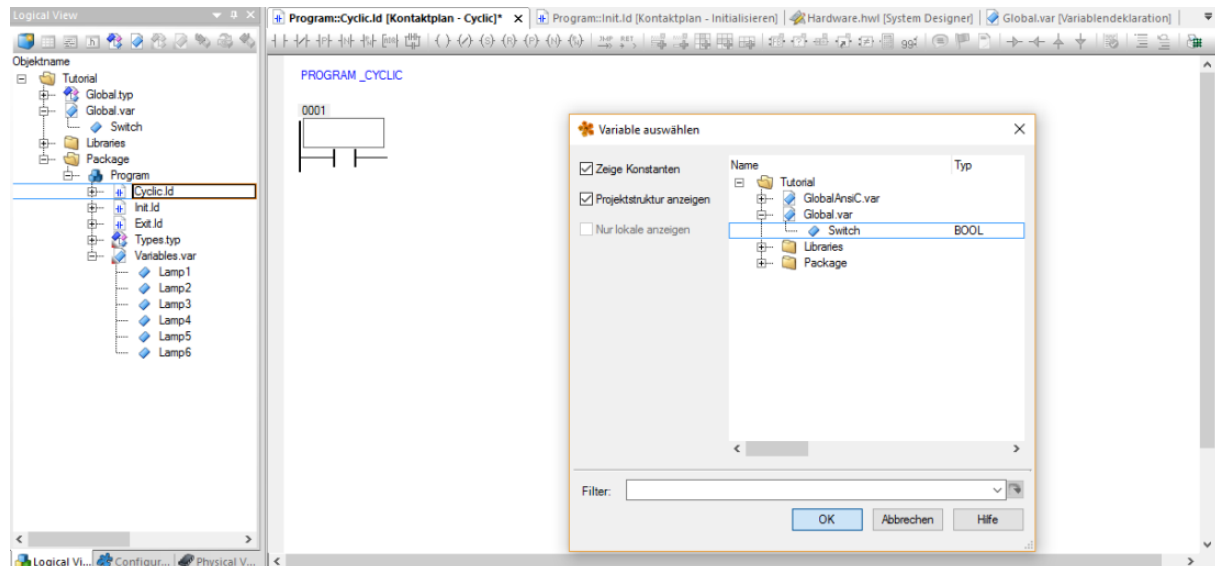 Logical View
Program::Cyclic.ld [Kontaktplan - Cyclic]*
Program::Init.ld [Kontaktplan - Initialisieren]
Hardware.hwl [System Designer]
Global.var [Variablendeklaration]
Objektname
Tutorial
Global.typ
Global.var
Switch
Libraries
Package
Program
Cyclic.ld
Init.ld
Exit.ld
Types.typ
Variables.var
Lamp1
Lamp2
Lamp3
Lamp4
Lamp5
Lamp6
Logical Vi...
Configur...
Physical V...
PROGRAM _CYCLIC
0001
Variable auswählen
Zeige Konstanten
Projektstruktur anzeigen
Nur lokale anzeigen
Name Typ
Tutorial
GlobalAnsiC.var
Global.var
Switch BOOL
Libraries
Package
Filter:
OK Abbrechen Hilfe